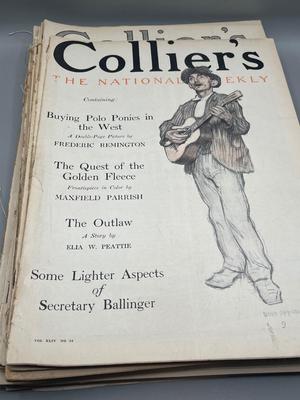 Collier's
Collier's
THE NATIONAL WEEKLY
Containing:
Buying Polo Ponies in
the West
A Double-Page Picture by
FREDERIC REMINGTON
The Quest of the
Golden Fleece
Frontispiece in Color by
MAXFIELD PARRISH
The Outlaw
A Story by
ELIA W. PEATTIE
Some Lighter Aspects
of
Secretary Ballinger
9